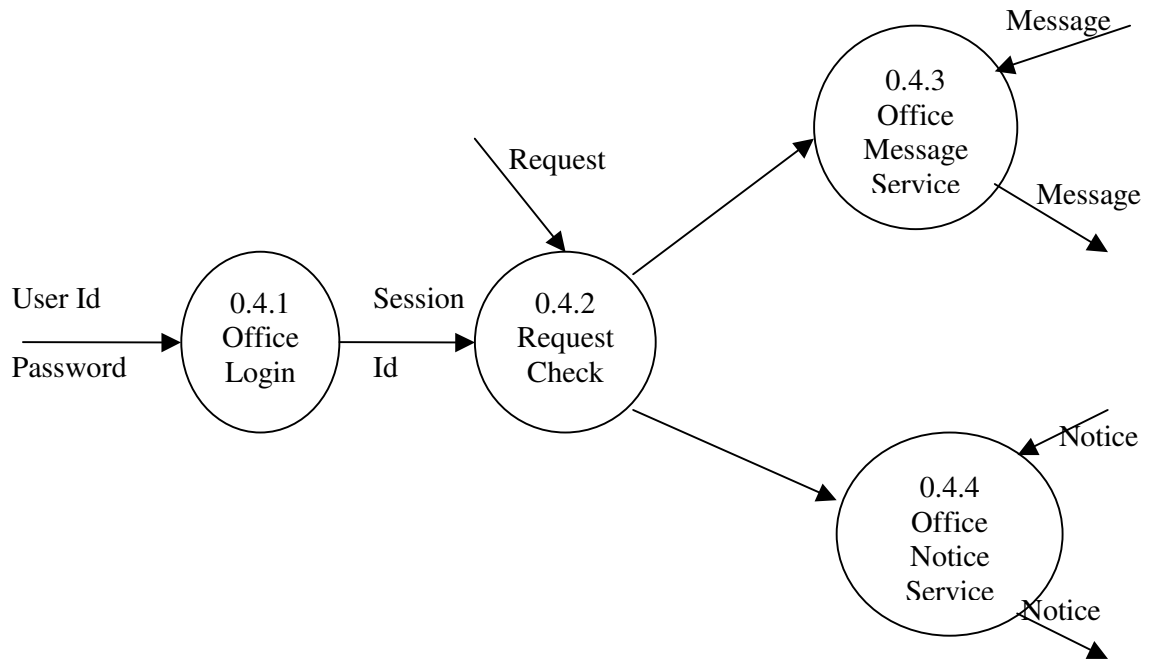 Message
0.4.3
Office
Message
Service
Message
Request
User Id
Password
0.4.1
Office
Login
Session
Id
0.4.2
Request
Check
Notice
0.4.4
Office
Notice
Service
Notice